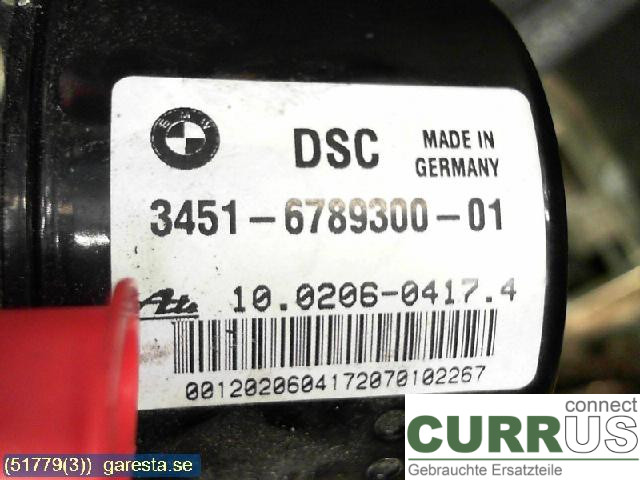 BMW
DSC
MADE IN
GERMANY
3451-6789300-01
Ate 10.0206-0417.4
0012020604172070102267
connect
CURRUS
Gebrauchte Ersatzteile
(51779(3)) garesta.se